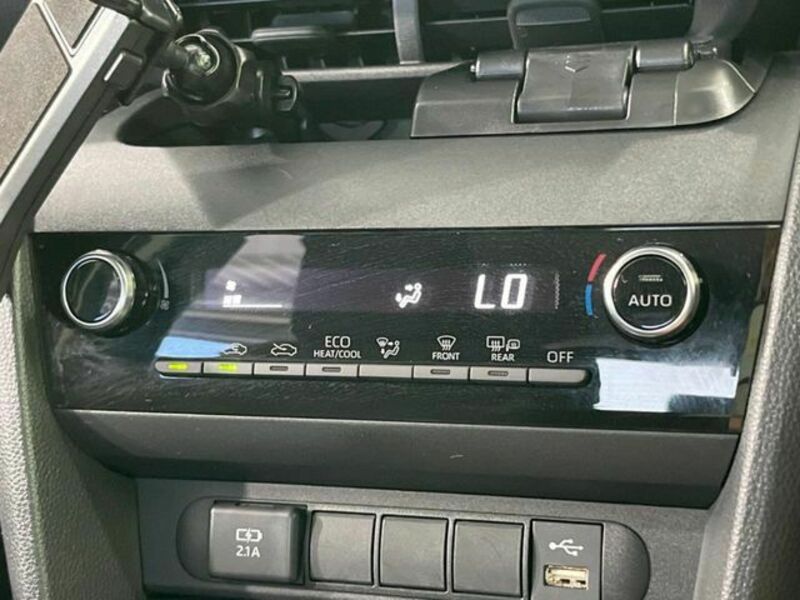 LO
AUTO
ECO
HEAT/COOL
FRONT
REAR
OFF
2.1A